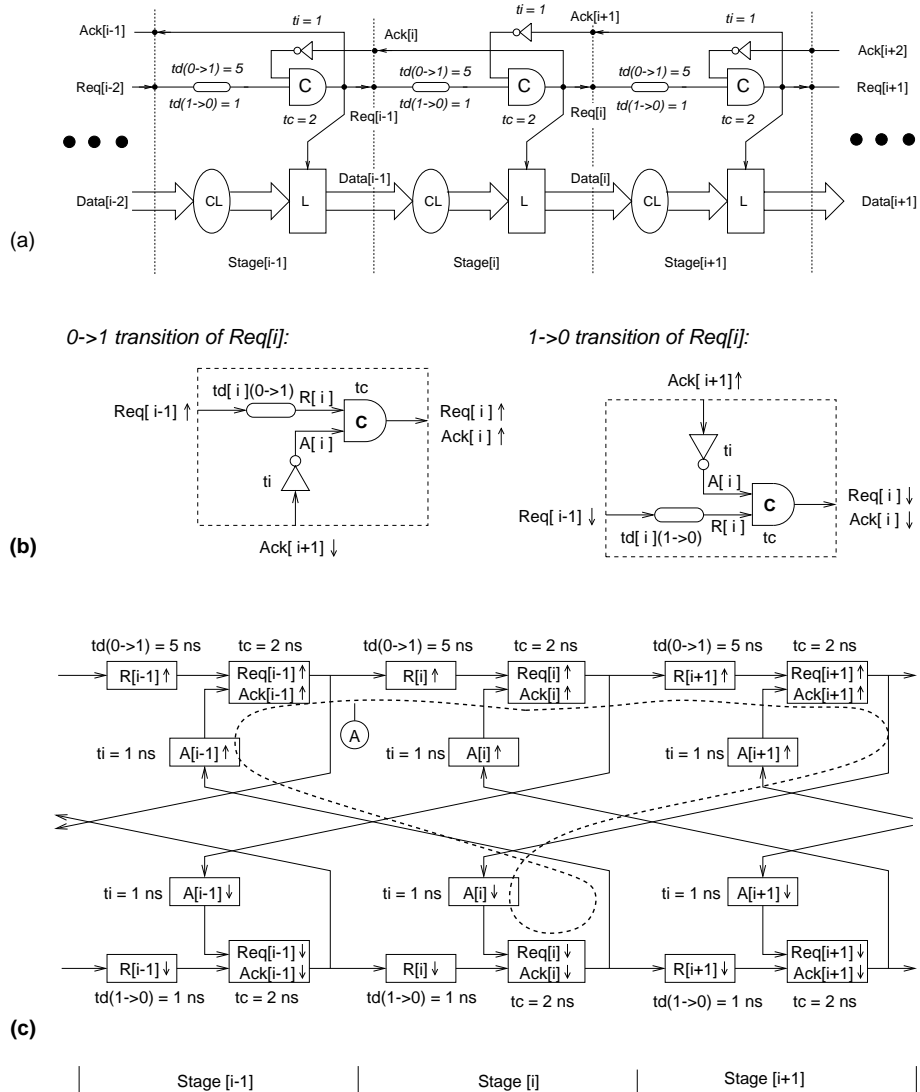 ti = 1
ti = 1
Ack[i-1]
Ack[i]
Ack[i+1]
Ack[i+2]
td(0->1) = 5
td(0->1) = 5
td(0->1) = 5
Req[i-2]
C
C
C
Req[i+1]
td(1->0) = 1
td(1->0) = 1
td(1->0) = 1
Req[i-1]
Req[i]
tc = 2
tc = 2
tc = 2
Data[i-1]
Data[i]
Data[i-2]
CL
L
CL
L
CL
L
Data[i+1]
(a)
Stage[i-1]
Stage[i]
Stage[i+1]
0->1 transition of Req[i]:
1->0 transition of Req[i]:
td[ i ](0->1)
tc
Req[ i-1] ↑
R[ i ]
C
Req[ i ] ↑
Ack[ i ] ↑
A[ i ]
ti
Ack[ i+1] ↓
Ack[ i+1] ↑
ti
A[ i ]
C
Req[ i ] ↓
Ack[ i ] ↓
Req[ i-1] ↓
R[ i ]
td[ i ](1->0)
tc
(b)
td(0->1) = 5 ns
tc = 2 ns
td(0->1) = 5 ns
tc = 2 ns
td(0->1) = 5 ns
tc = 2 ns
R[i-1] ↑
Req[i-1] ↑
Ack[i-1] ↑
R[i] ↑
Req[i] ↑
Ack[i] ↑
R[i+1] ↑
Req[i+1] ↑
Ack[i+1] ↑
A
ti = 1 ns
A[i-1] ↑
ti = 1 ns
A[i] ↑
ti = 1 ns
A[i+1] ↑
ti = 1 ns
A[i-1] ↓
ti = 1 ns
A[i] ↓
ti = 1 ns
A[i+1] ↓
R[i-1] ↓
Req[i-1] ↓
Ack[i-1] ↓
R[i] ↓
Req[i] ↓
Ack[i] ↓
R[i+1] ↓
Req[i+1] ↓
Ack[i+1] ↓
td(1->0) = 1 ns
tc = 2 ns
td(1->0) = 1 ns
tc = 2 ns
td(1->0) = 1 ns
tc = 2 ns
(c)
Stage [i-1]
Stage [i]
Stage [i+1]